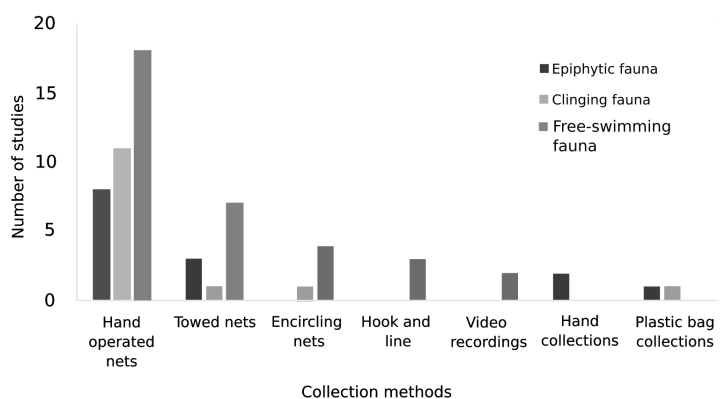 20
15
10
5
0
Number of studies
Epiphytic fauna
Clinging fauna
Free-swimming
fauna
Hand
operated
nets
Towed nets
Encircling
nets
Hook and
line
Video
recordings
Hand
collections
Plastic bag
collections
Collection methods